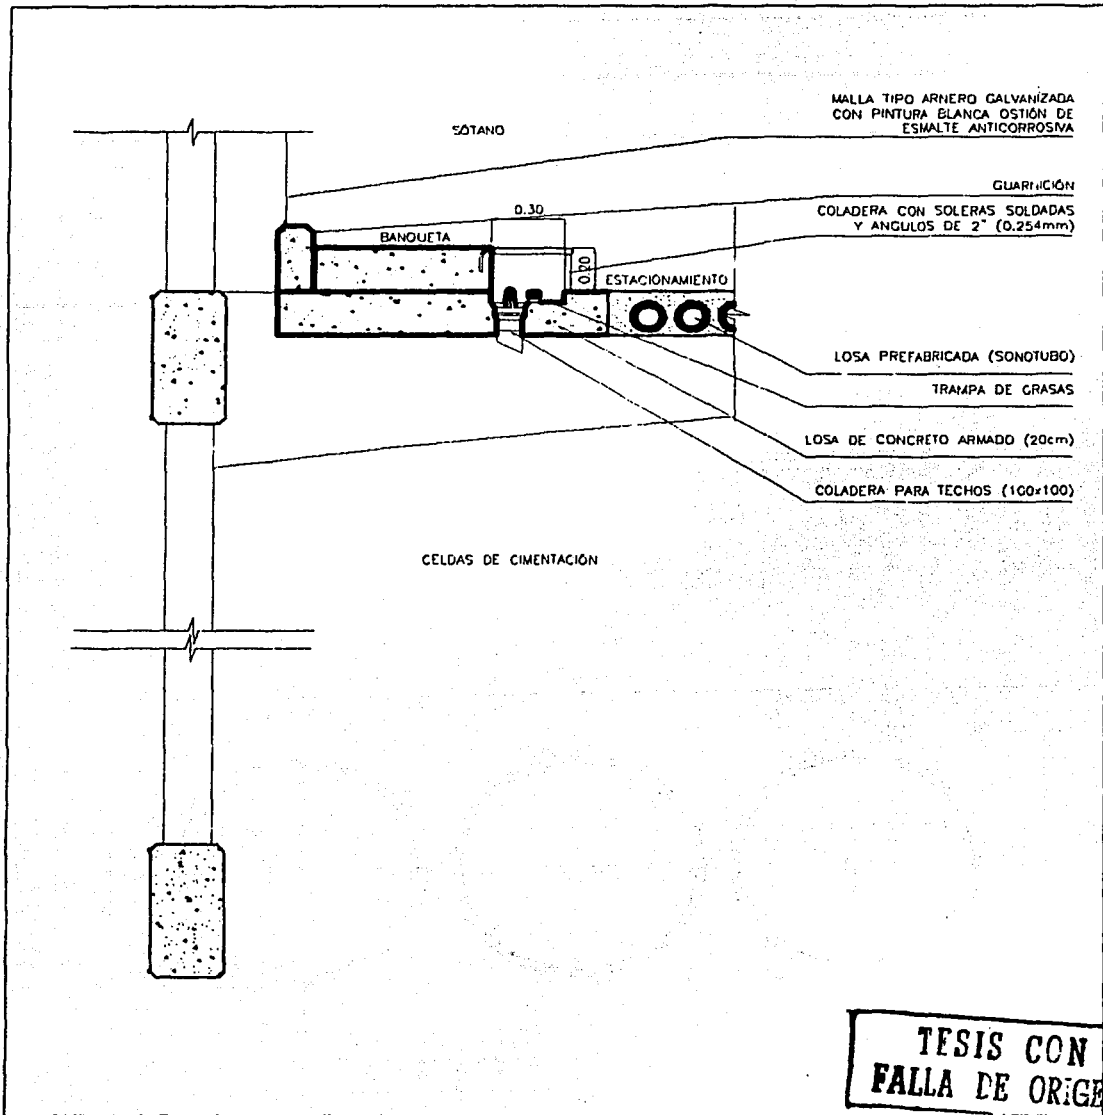 MALLA TIPO ARNERO GALVANIZADA
CON PINTURA BLANCA OSTIÓN DE
ESMALTE ANTICORROSIVA
SÓTANO
GUARNICIÓN
0.30
COLADERA CON SOLERAS SOLDADAS
Y ANGULOS DE 2" (0.254mm)
BANQUETA
0.20
ESTACIONAMIENTO
LOSA PREFABRICADA (SONOTUBO)
TRAMPA DE GRASAS
LOSA DE CONCRETO ARMADO (20cm)
COLADERA PARA TECHOS (100x100)
CELDAS DE CIMENTACIÓN
TESIS CON
FALLA DE ORIGE